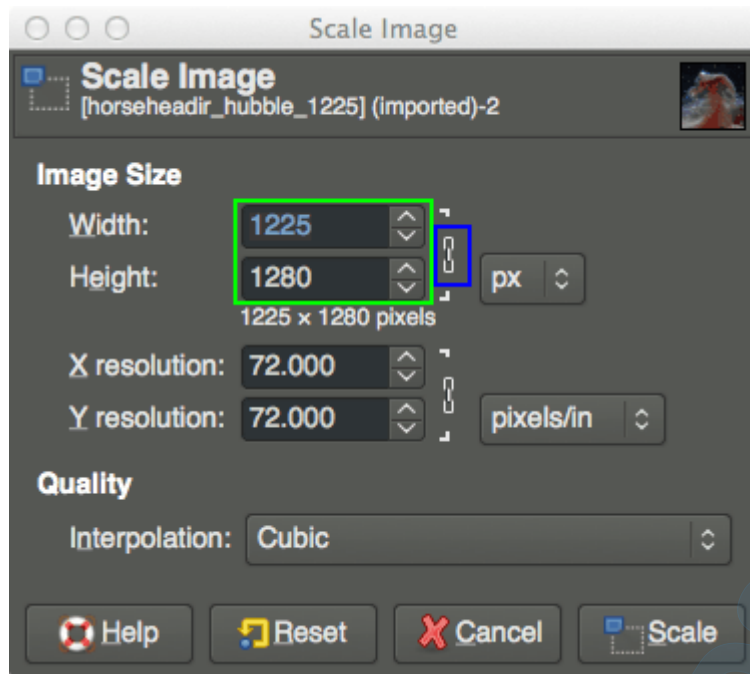 Scale Image
Scale Image
[horseheadir_hubble_1225] (imported)-2
Image Size
Width: 1225
Height: 1280 px
1225 × 1280 pixels
X resolution: 72.000
Y resolution: 72.000 pixels/in
Quality
Interpolation: Cubic
Help Reset Cancel Scale